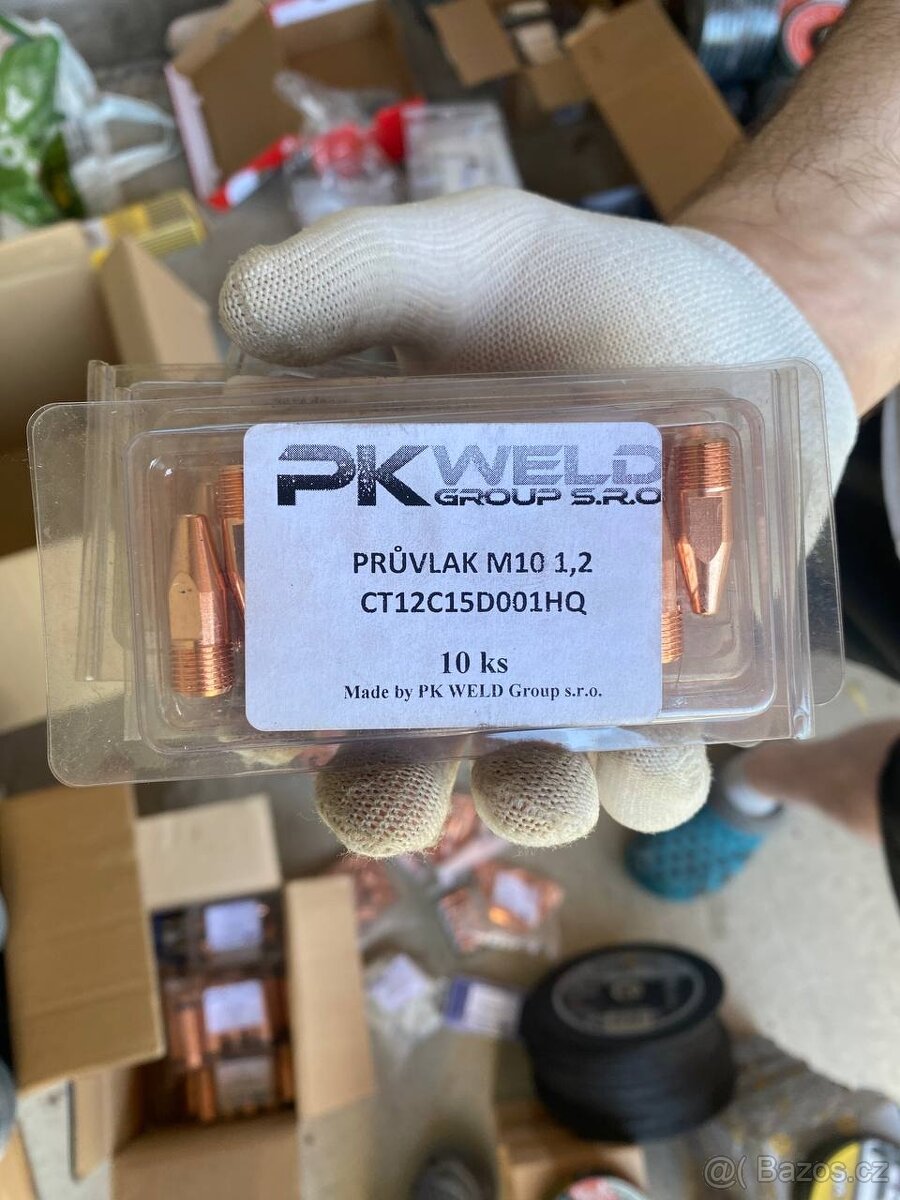 PK WELD
GROUP S.R.O
PRŮVLAK M10 1,2
CT12C15D001HQ
10 ks
Made by PK WELD Group s.r.o.
@( Bazos.cz